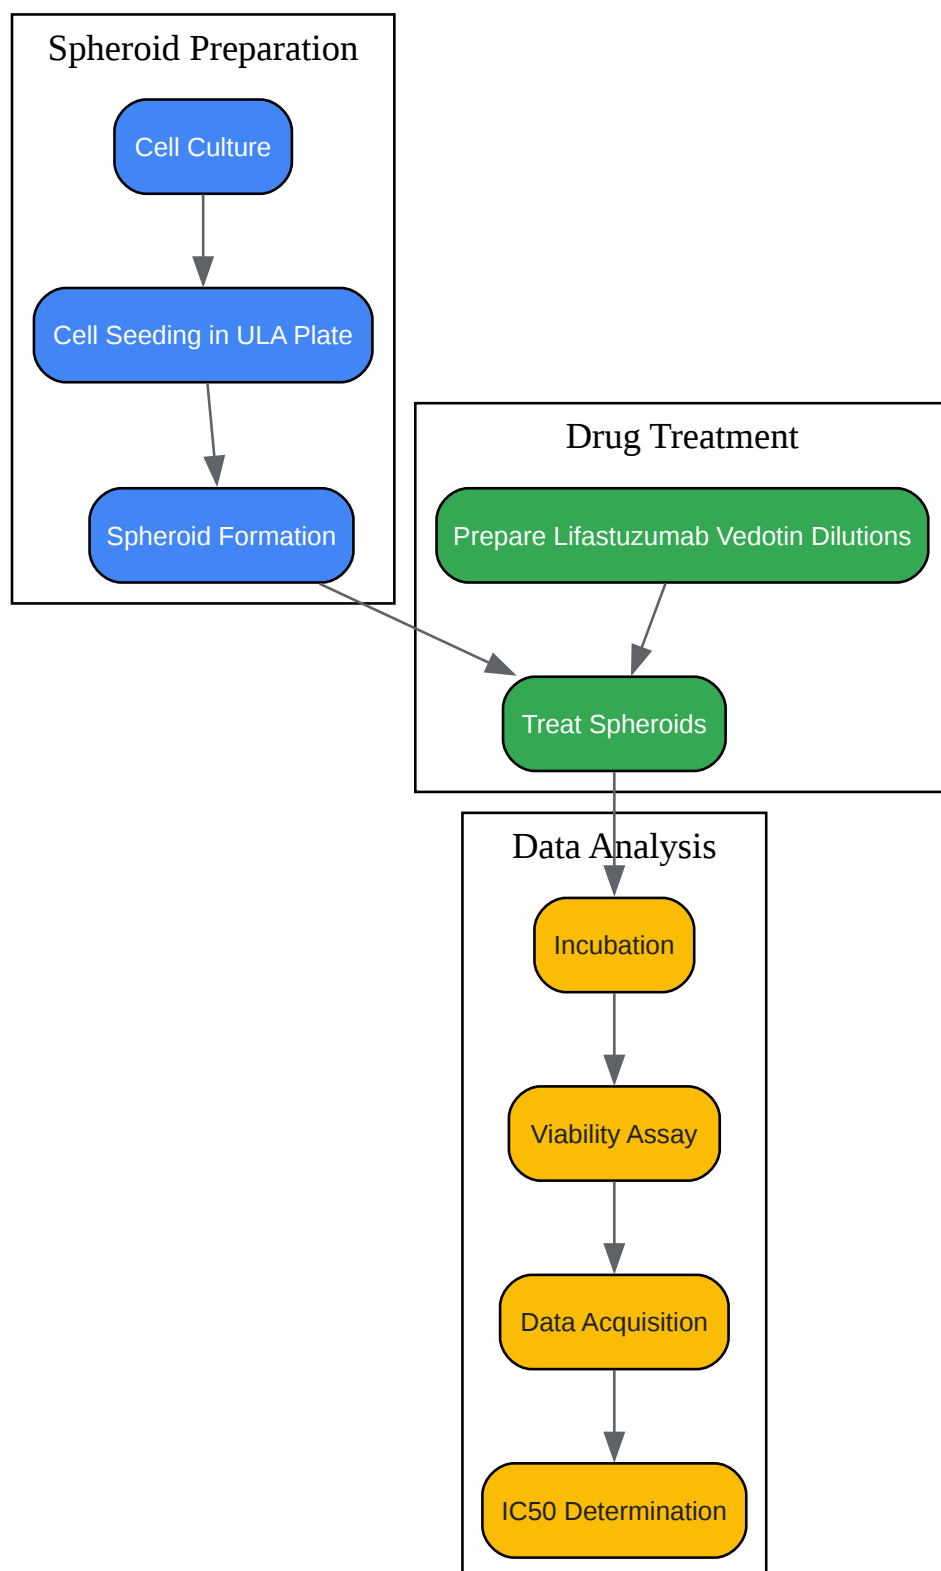 Spheroid Preparation
Cell Culture
Cell Seeding in ULA Plate
Spheroid Formation
Drug Treatment
Prepare Lifastuzumab Vedotin Dilutions
Treat Spheroids
Data Analysis
Incubation
Viability Assay
Data Acquisition
IC50 Determination